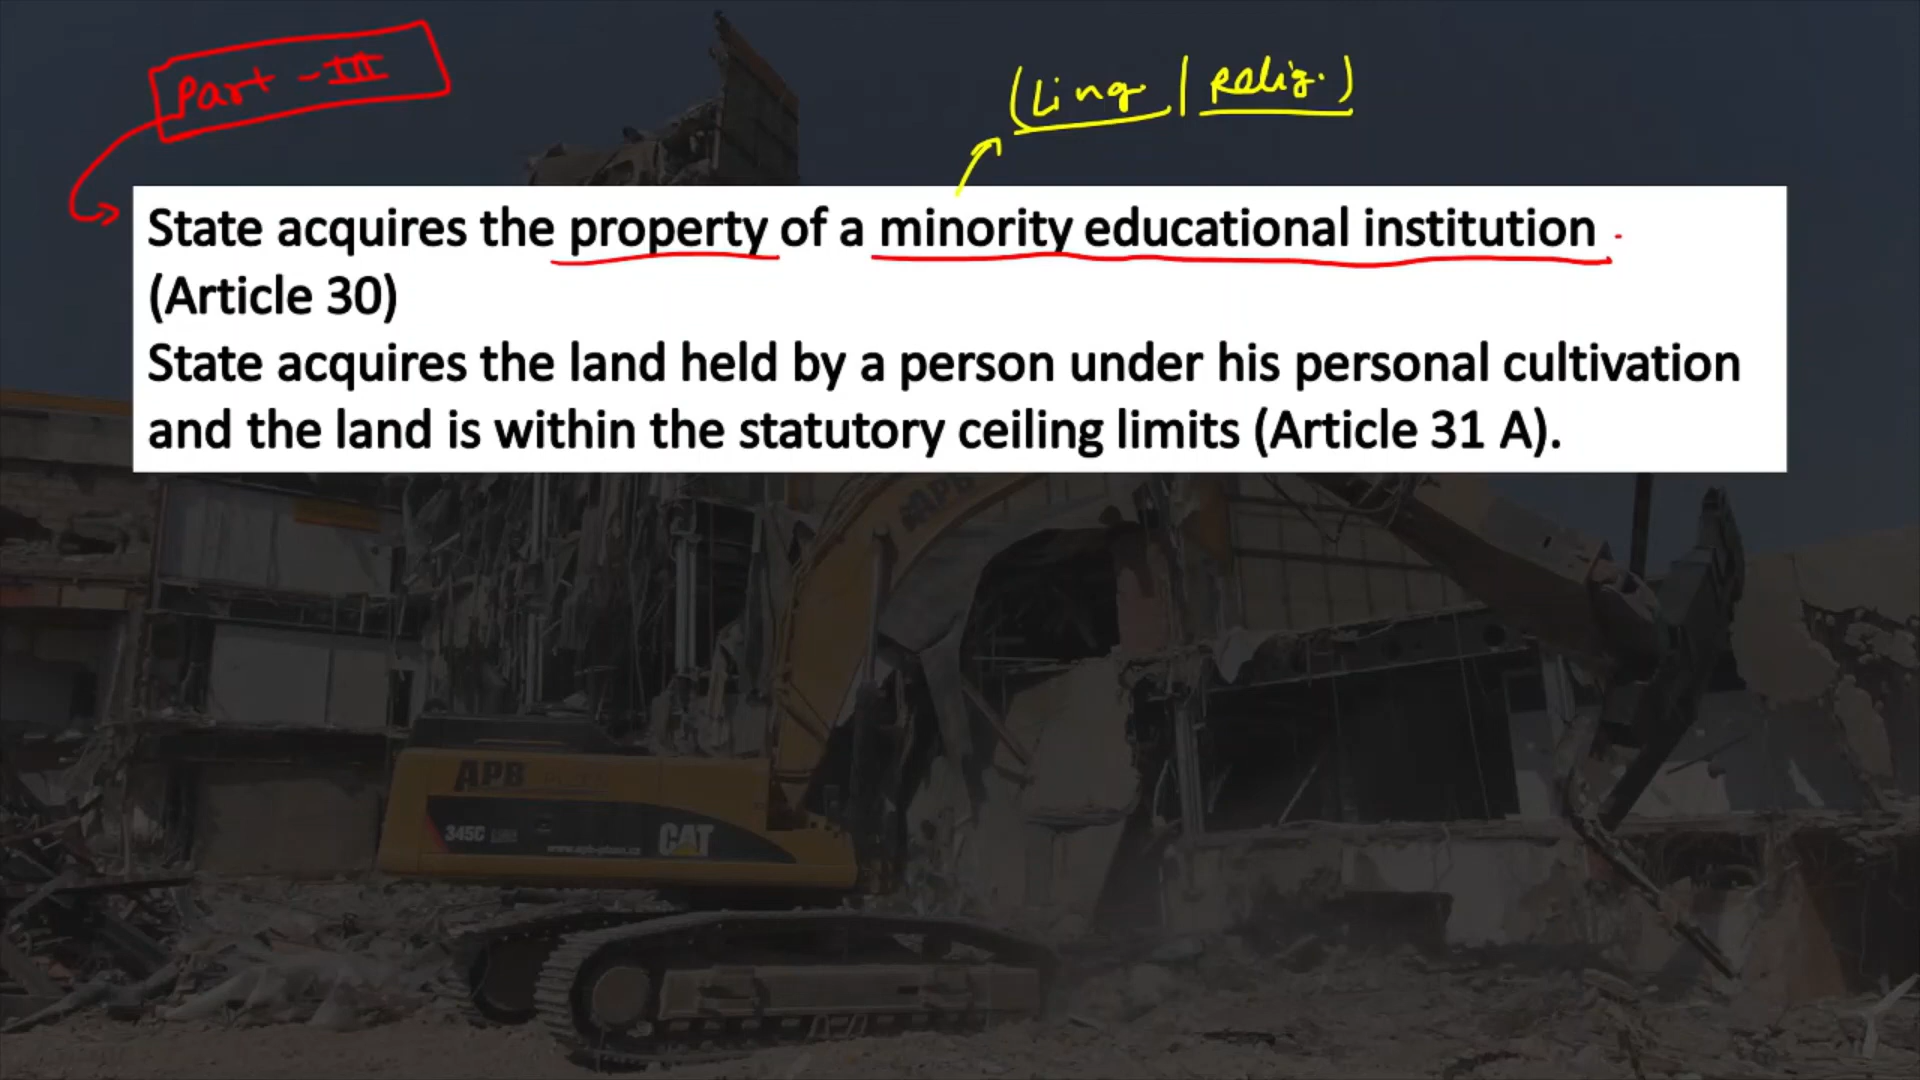 Part - III
(Ling. | Relig.)
State acquires the property of a minority educational institution
(Article 30)
State acquires the land held by a person under his personal cultivation
and the land is within the statutory ceiling limits (Article 31 A).
APB
APB
345C
CAT